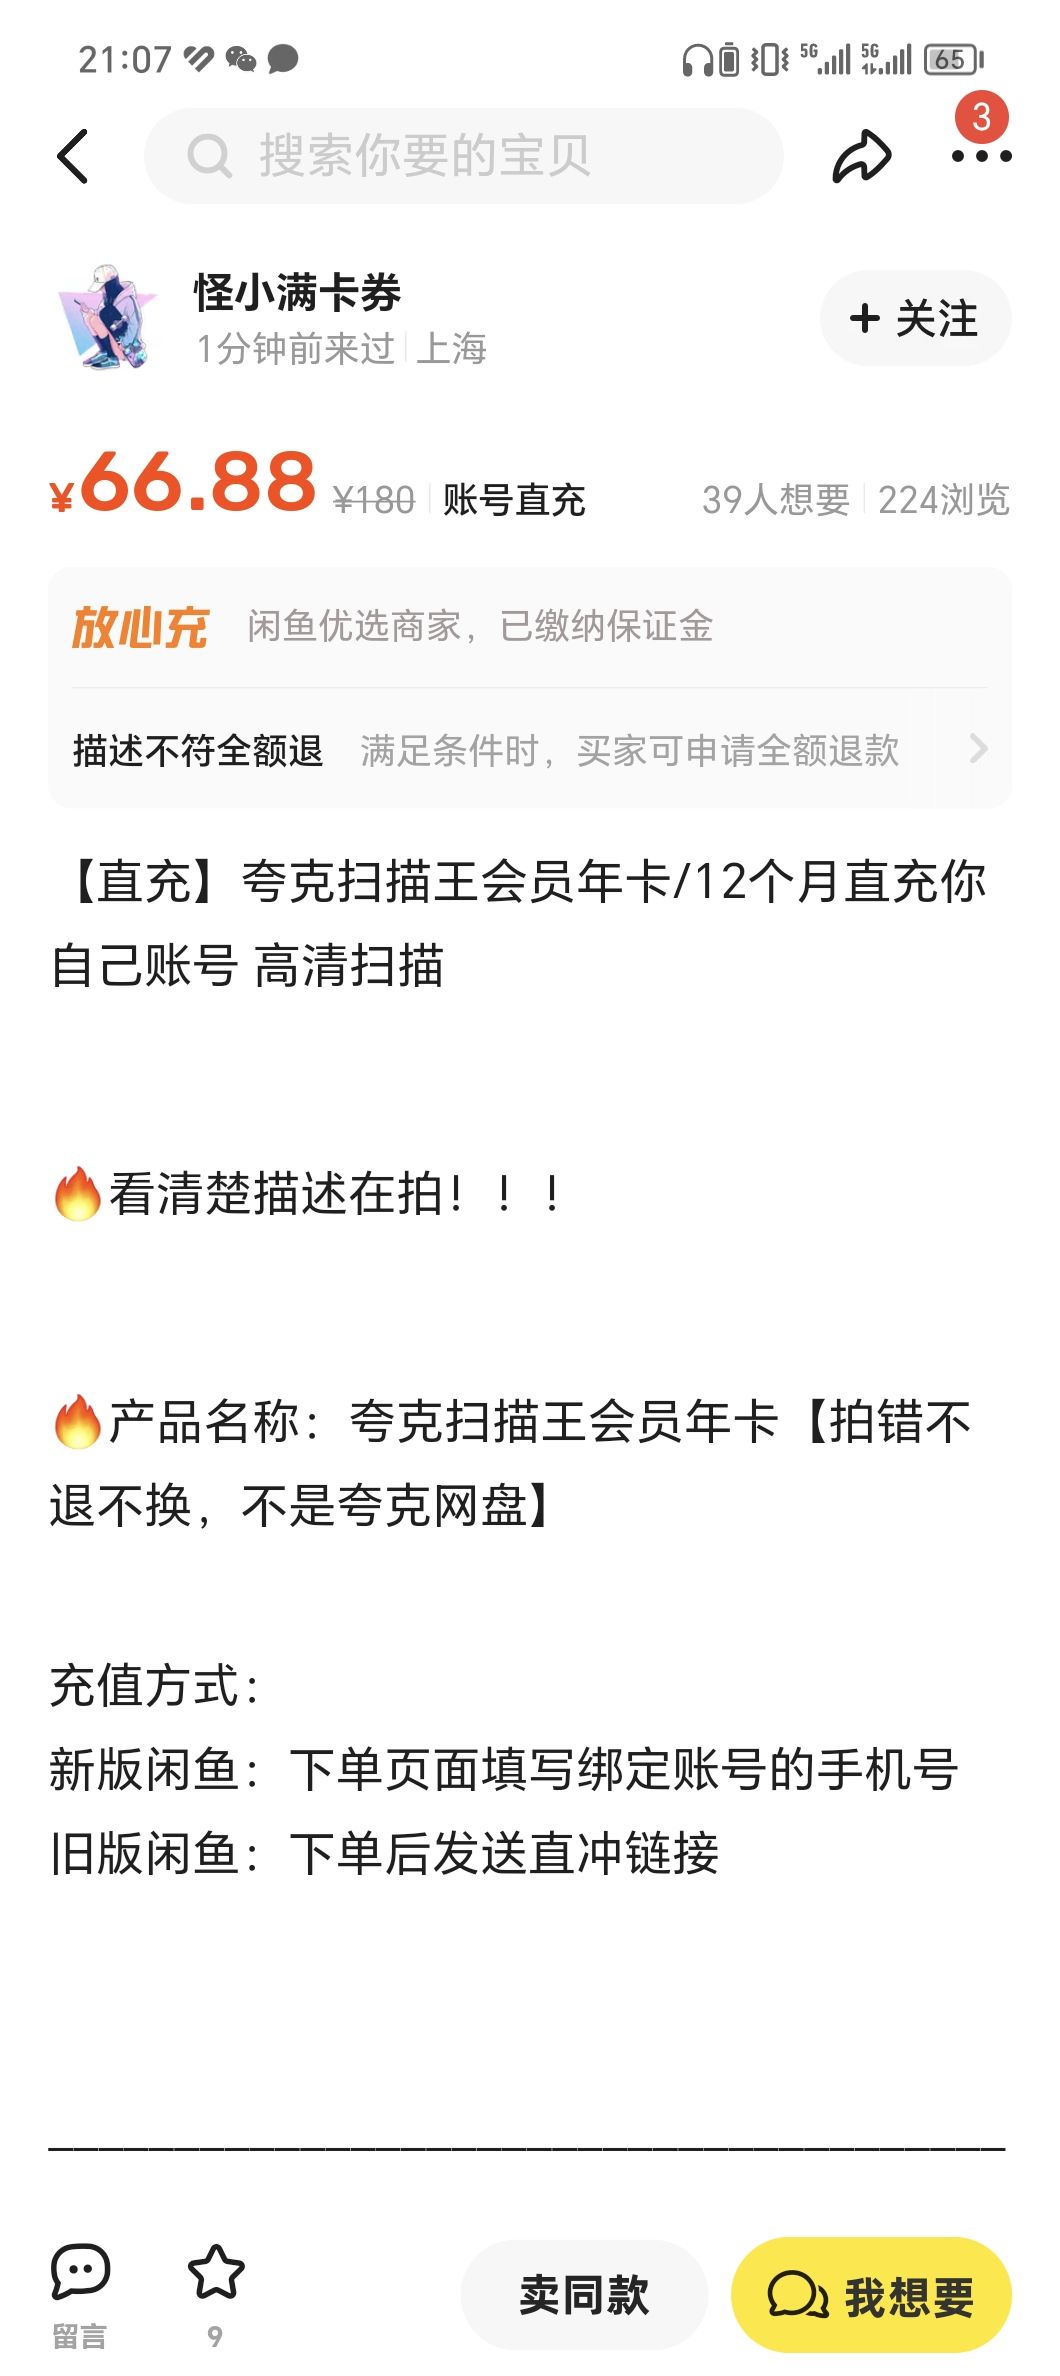 21:07
5G
5G
65
搜索你要的宝贝
3
怪小满卡券
1分钟前来过 上海
+ 关注
¥66.88 ¥180 账号直充 39人想要 224浏览
放心充 闲鱼优选商家，已缴纳保证金
描述不符全额退 满足条件时，买家可申请全额退款
【直充】夸克扫描王会员年卡/12个月直充你
自己账号 高清扫描
🔥看清楚描述在拍！！！
🔥产品名称：夸克扫描王会员年卡【拍错不
退不换，不是夸克网盘】
充值方式：
新版闲鱼：下单页面填写绑定账号的手机号
旧版闲鱼：下单后发送直冲链接
留言
9
卖同款
我想要